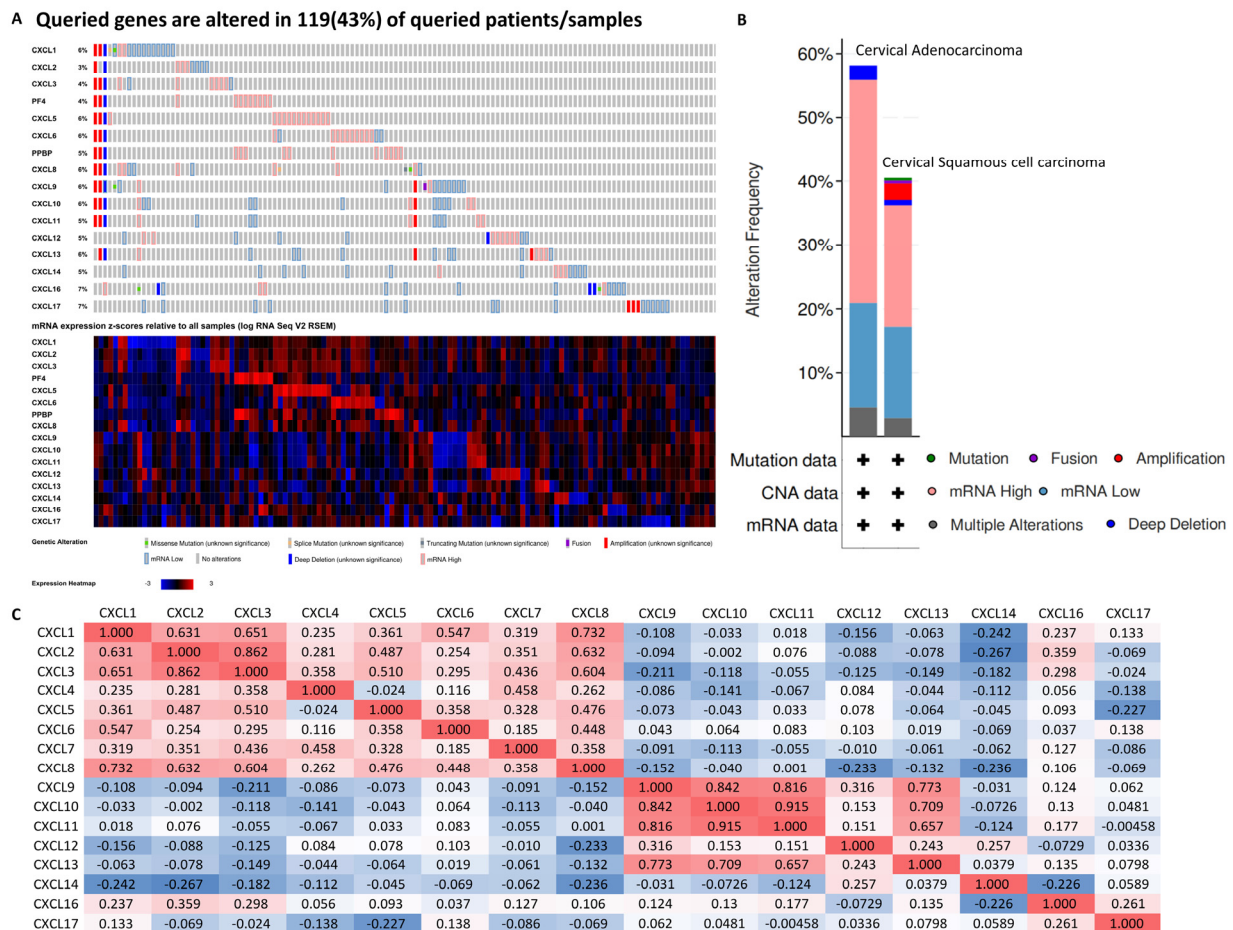 A Queried genes are altered in 119(43%) of queried patients/samples
CXCL1 6%
CXCL2 3%
CXCL3 4%
PF4 4%
CXCL5 6%
CXCL6 6%
PPBP 5%
CXCL8 6%
CXCL9 6%
CXCL10 6%
CXCL11 5%
CXCL12 5%
CXCL13 6%
CXCL14 5%
CXCL16 7%
CXCL17 7%
mRNA expression z-scores relative to all samples (log RNA Seq V2 RSEM)
CXCL1
CXCL2
CXCL3
PF4
CXCL5
CXCL6
PPBP
CXCL8
CXCL9
CXCL10
CXCL11
CXCL12
CXCL13
CXCL14
CXCL16
CXCL17
Genetic Alteration Missense Mutation (unknown significance) Splice Mutation (unknown significance) Truncating Mutation (unknown significance) Fusion Amplification (unknown significance)
mRNA Low No alterations Deep Deletion (unknown significance) mRNA High
Expression Heatmap -3 3
B
Alteration Frequency
60%
50%
40%
30%
20%
10%
Cervical Adenocarcinoma
Cervical Squamous cell carcinoma
Mutation data + + Mutation Fusion Amplification
CNA data + + mRNA High mRNA Low
mRNA data + + Multiple Alterations Deep Deletion
C CXCL1 CXCL2 CXCL3 CXCL4 CXCL5 CXCL6 CXCL7 CXCL8 CXCL9 CXCL10 CXCL11 CXCL12 CXCL13 CXCL14 CXCL16 CXCL17
CXCL1 1.000 0.631 0.651 0.235 0.361 0.547 0.319 0.732 -0.108 -0.033 0.018 -0.156 -0.063 -0.242 0.237 0.133
CXCL2 0.631 1.000 0.862 0.281 0.487 0.254 0.351 0.632 -0.094 -0.002 0.076 -0.088 -0.078 -0.267 0.359 -0.069
CXCL3 0.651 0.862 1.000 0.358 0.510 0.295 0.436 0.604 -0.211 -0.118 -0.055 -0.125 -0.149 -0.182 0.298 -0.024
CXCL4 0.235 0.281 0.358 1.000 -0.024 0.116 0.458 0.262 -0.086 -0.141 -0.067 0.084 -0.044 -0.112 0.056 -0.138
CXCL5 0.361 0.487 0.510 -0.024 1.000 0.358 0.328 0.476 -0.073 -0.043 0.033 0.078 -0.064 -0.045 0.093 -0.227
CXCL6 0.547 0.254 0.295 0.116 0.358 1.000 0.185 0.448 0.043 0.064 0.083 0.103 0.019 -0.069 0.037 0.138
CXCL7 0.319 0.351 0.436 0.458 0.328 0.185 1.000 0.358 -0.091 -0.113 -0.055 -0.010 -0.061 -0.062 0.127 -0.086
CXCL8 0.732 0.632 0.604 0.262 0.476 0.448 0.358 1.000 -0.152 -0.040 0.001 -0.233 -0.132 -0.236 0.106 -0.069
CXCL9 -0.108 -0.094 -0.211 -0.086 -0.073 0.043 -0.091 -0.152 1.000 0.842 0.816 0.316 0.773 -0.031 0.124 0.062
CXCL10 -0.033 -0.002 -0.118 -0.141 -0.043 0.064 -0.113 -0.040 0.842 1.000 0.915 0.153 0.709 -0.0726 0.13 0.0481
CXCL11 0.018 0.076 -0.055 -0.067 0.033 0.083 -0.055 0.001 0.816 0.915 1.000 0.151 0.657 -0.124 0.177 -0.00458
CXCL12 -0.156 -0.088 -0.125 0.084 0.078 0.103 -0.010 -0.233 0.316 0.153 0.151 1.000 0.243 0.257 -0.0729 0.0336
CXCL13 -0.063 -0.078 -0.149 -0.044 -0.064 0.019 -0.061 -0.132 0.773 0.709 0.657 0.243 1.000 0.0379 0.135 0.0798
CXCL14 -0.242 -0.267 -0.182 -0.112 -0.045 -0.069 -0.062 -0.236 -0.031 -0.0726 -0.124 0.257 0.0379 1.000 -0.226 0.0589
CXCL16 0.237 0.359 0.298 0.056 0.093 0.037 0.127 0.106 0.124 0.13 0.177 -0.0729 0.135 -0.226 1.000 0.261
CXCL17 0.133 -0.069 -0.024 -0.138 -0.227 0.138 -0.086 -0.069 0.062 0.0481 -0.00458 0.0336 0.0798 0.0589 0.261 1.000